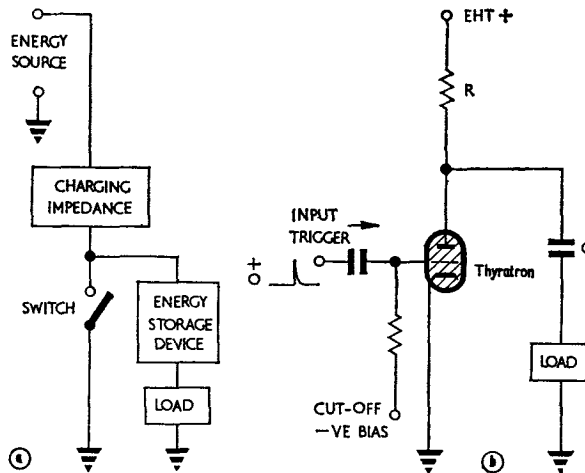 ENERGY
SOURCE
CHARGING
IMPEDANCE
SWITCH
ENERGY
STORAGE
DEVICE
LOAD
a
EHT +
R
INPUT
TRIGGER
+
O
Thyratron
C
LOAD
CUT-OFF
-VE BIAS
b